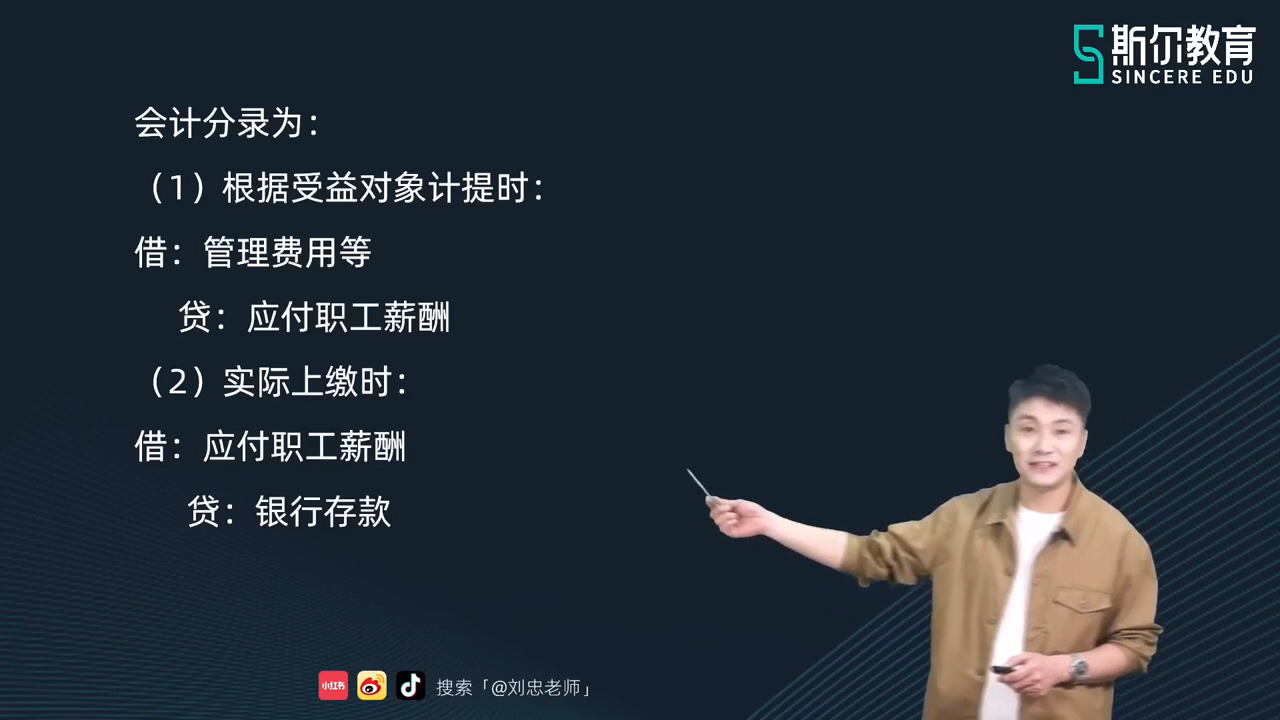 斯尔教育
SINCERE EDU
会计分录为：
（1）根据受益对象计提时：
借：管理费用等
贷：应付职工薪酬
（2）实际上缴时：
借：应付职工薪酬
贷：银行存款
小红书
搜索「@刘忠老师」